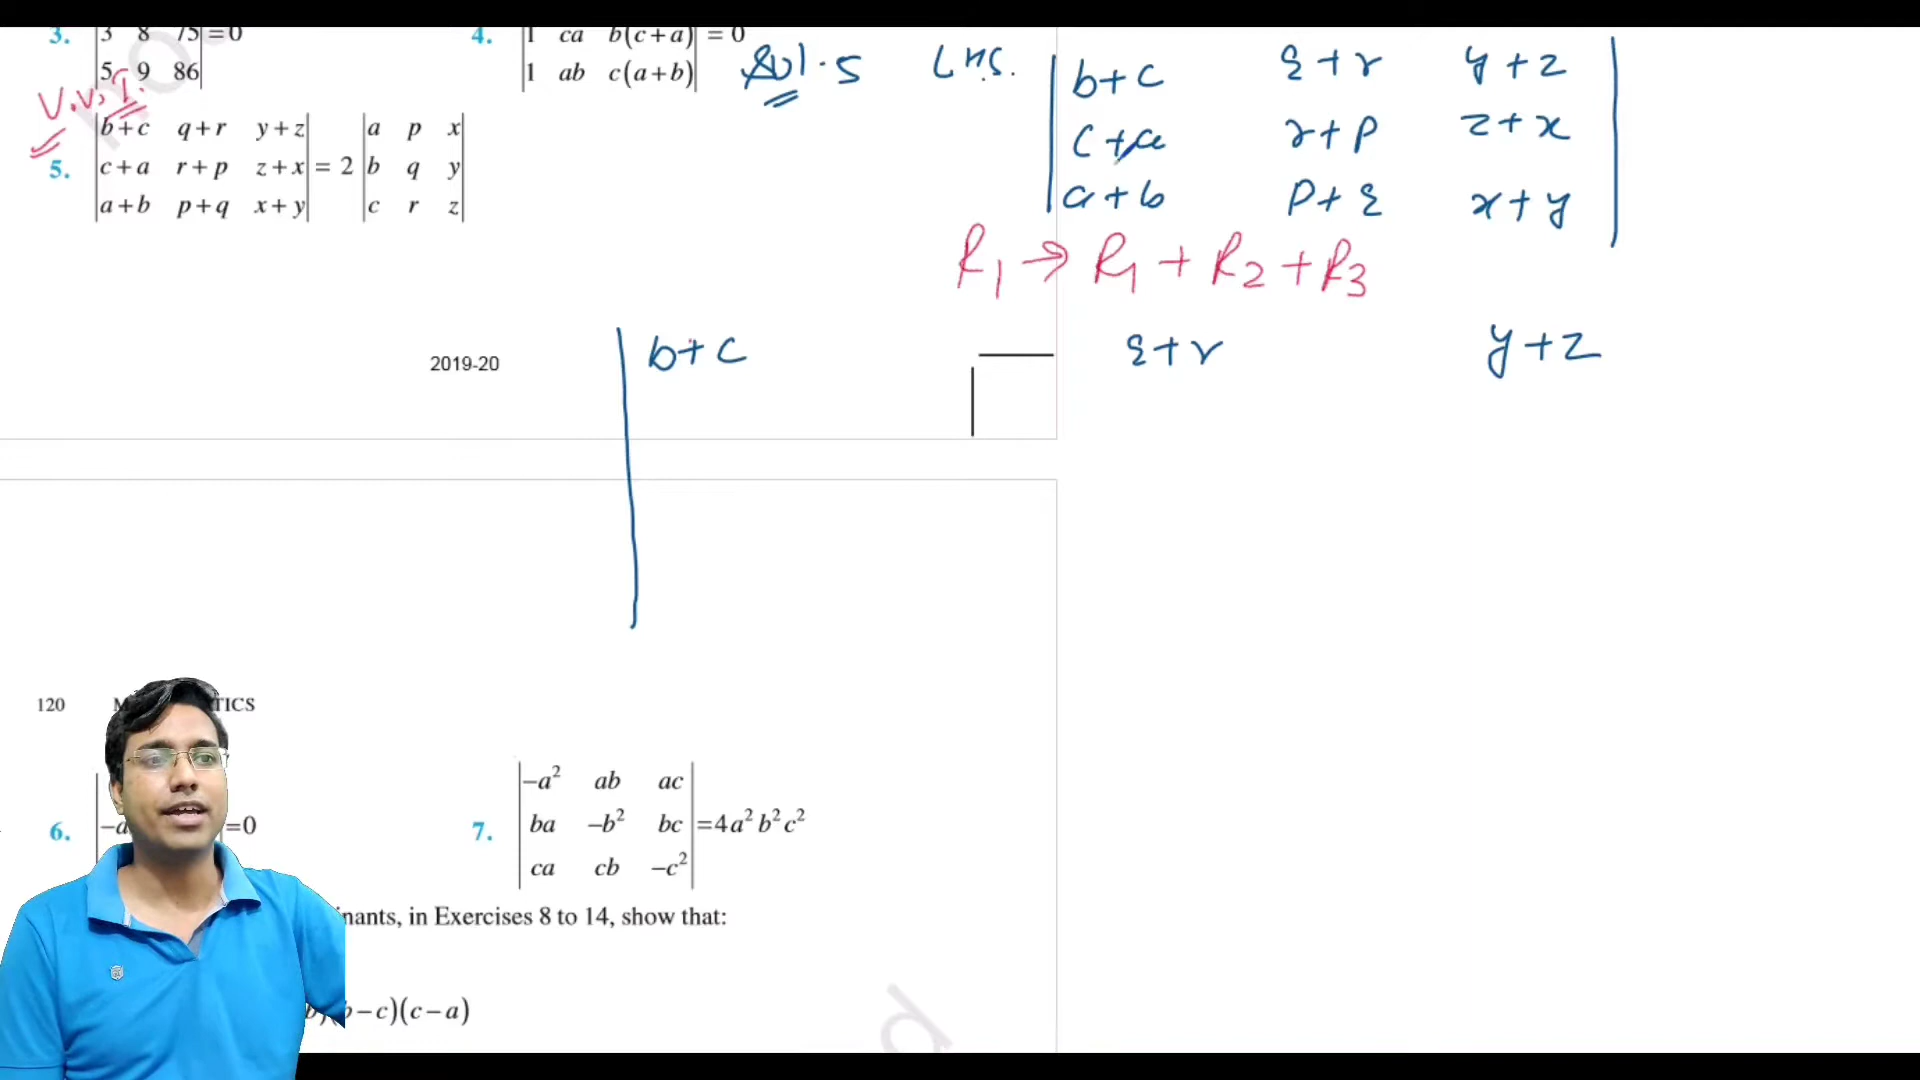 3. |3 8 75| = 0
5 9 86
4. |1 ca b(c+a)| = 0
1 ab c(a+b)
V.V.I.
5. |b+c q+r y+z| |a p x|
|c+a r+p z+x| = 2 |b q y|
|a+b p+q x+y| |c r z|
Sol.5 LHS.
b+c q+r y+z
c+a r+p z+x
a+b p+q x+y
R1 → R1 + R2 + R3
b+c q+r y+z
2019-20
120
TICS
6. =0
7. |-a² ab ac|
|ba -b² bc| =4a²b²c²
|ca cb -c²|
in Exercises 8 to 14, show that:
-c)(c-a)